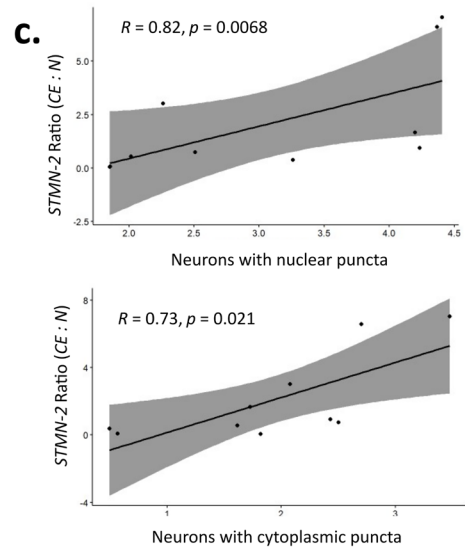 c.
R = 0.82, p = 0.0068
STMN-2 Ratio (CE : N)
5.0
2.5
0.0
-2.5
2.0 2.5 3.0 3.5 4.0 4.5
Neurons with nuclear puncta
R = 0.73, p = 0.021
STMN-2 Ratio (CE : N)
8
4
0
-4
1 2 3
Neurons with cytoplasmic puncta